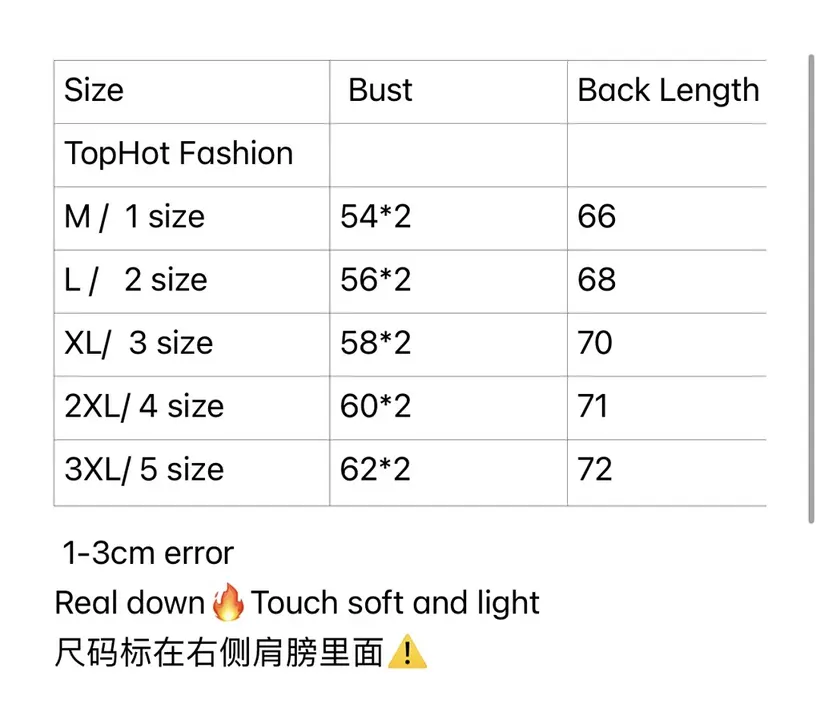 Size Bust Back Length
TopHot Fashion
M / 1 size 54*2 66
L / 2 size 56*2 68
XL/ 3 size 58*2 70
2XL/ 4 size 60*2 71
3XL/ 5 size 62*2 72
1-3cm error
Real down🔥Touch soft and light
尺码标在右侧肩膀里面⚠️